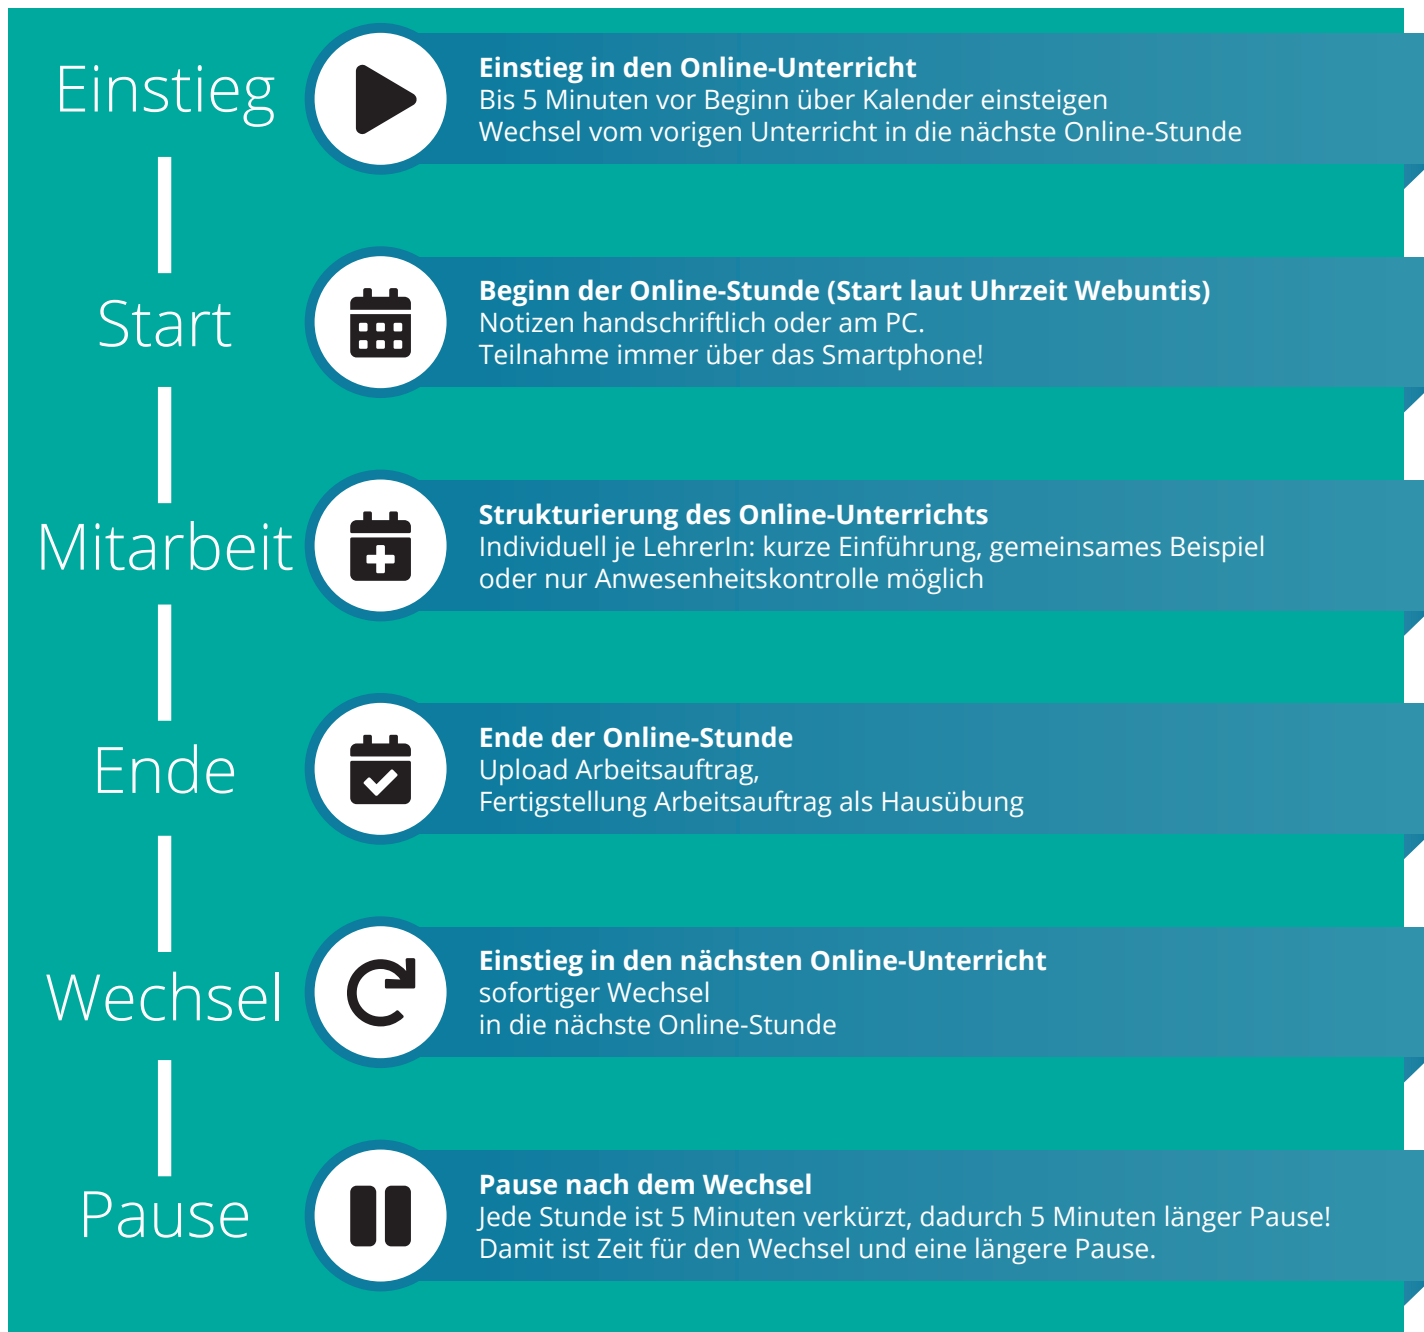 Einstieg
Einstieg in den Online-Unterricht
Bis 5 Minuten vor Beginn über Kalender einsteigen
Wechsel vom vorigen Unterricht in die nächste Online-Stunde
Start
Beginn der Online-Stunde (Start laut Uhrzeit Webuntis)
Notizen handschriftlich oder am PC.
Teilnahme immer über das Smartphone!
Mitarbeit
Strukturierung des Online-Unterrichts
Individuell je LehrerIn: kurze Einführung, gemeinsames Beispiel
oder nur Anwesenheitskontrolle möglich
Ende
Ende der Online-Stunde
Upload Arbeitsauftrag,
Fertigstellung Arbeitsauftrag als Hausübung
Wechsel
Einstieg in den nächsten Online-Unterricht
sofortiger Wechsel
in die nächste Online-Stunde
Pause
Pause nach dem Wechsel
Jede Stunde ist 5 Minuten verkürzt, dadurch 5 Minuten länger Pause!
Damit ist Zeit für den Wechsel und eine längere Pause.